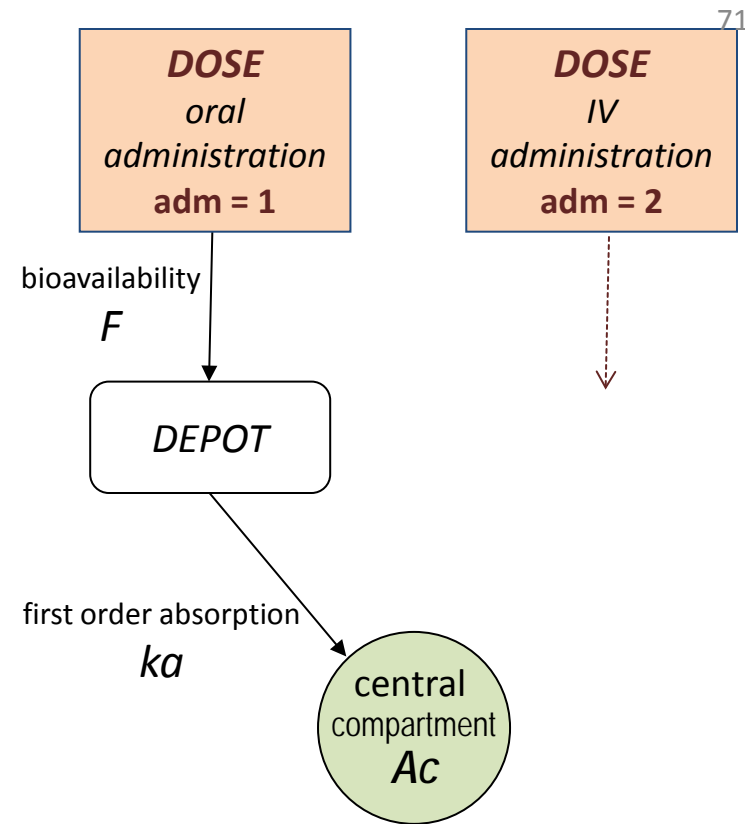 71
DOSE
oral
administration
adm = 1
DOSE
IV
administration
adm = 2
bioavailability
F
DEPOT
first order absorption
ka
central
compartment
Ac